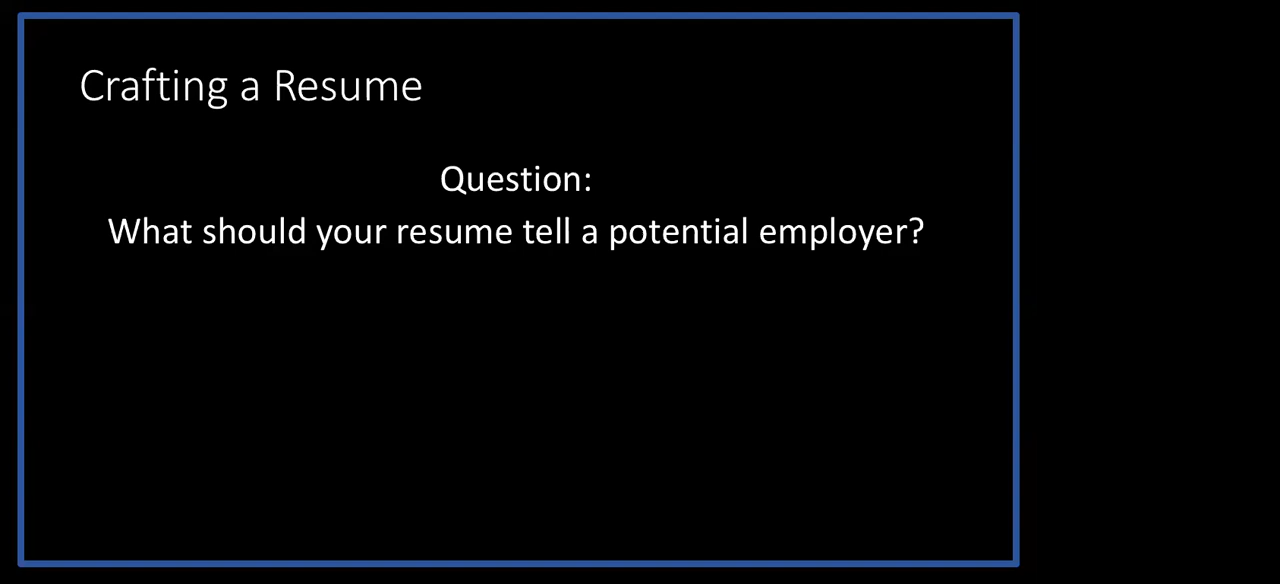 Crafting a Resume
Question:
What should your resume tell a potential employer?